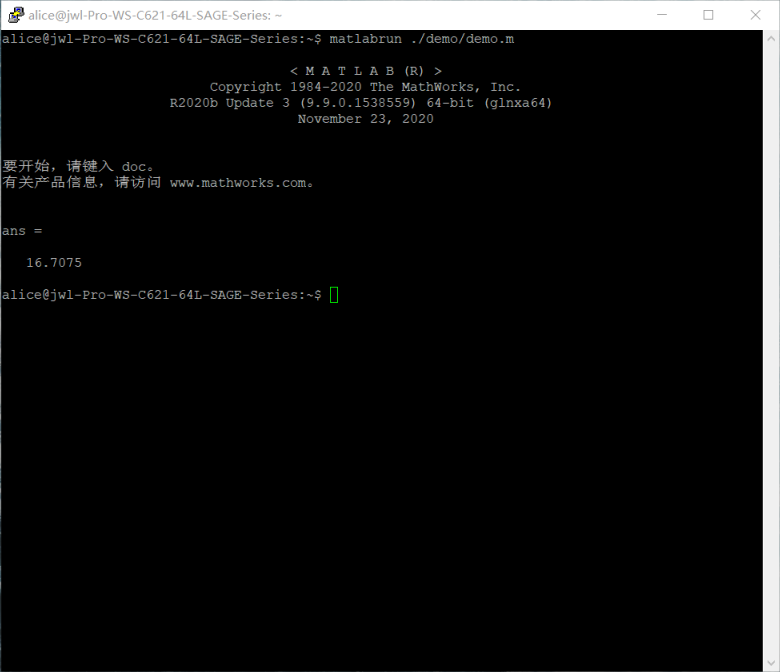 alice@jwl-Pro-WS-C621-64L-SAGE-Series: ~
alice@jwl-Pro-WS-C621-64L-SAGE-Series:~$ matlabrun ./demo/demo.m
< M A T L A B (R) >
Copyright 1984-2020 The MathWorks, Inc.
R2020b Update 3 (9.9.0.1538559) 64-bit (glnxa64)
November 23, 2020
要开始，请键入 doc。
有关产品信息，请访问 www.mathworks.com。
ans =
16.7075
alice@jwl-Pro-WS-C621-64L-SAGE-Series:~$